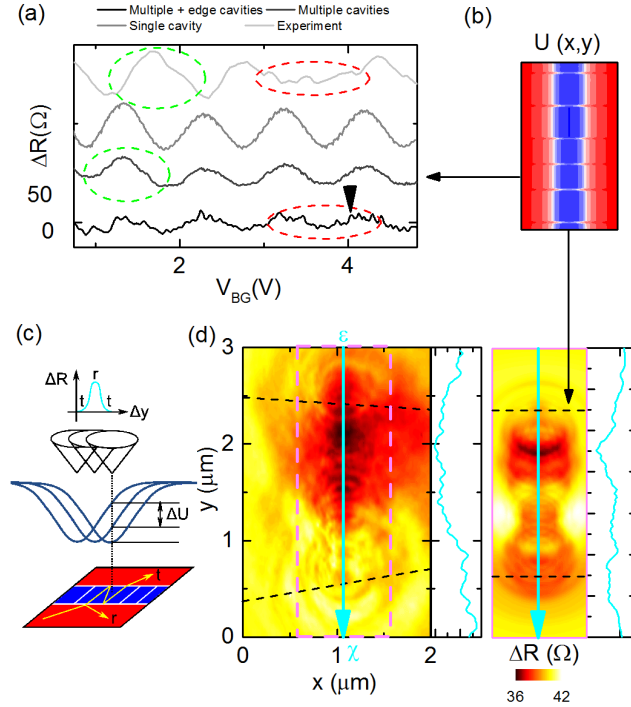 (a)
Multiple + edge cavities
Multiple cavities
Single cavity
Experiment
ΔR(Ω)
50
0
2
4
V_BG(V)
(b)
U (x,y)
(c)
ΔR
r
t
t
Δy
ΔU
t
r
(d)
3
2
1
0
y (μm)
ε
χ
0
1
2
x (μm)
ΔR (Ω)
36
42